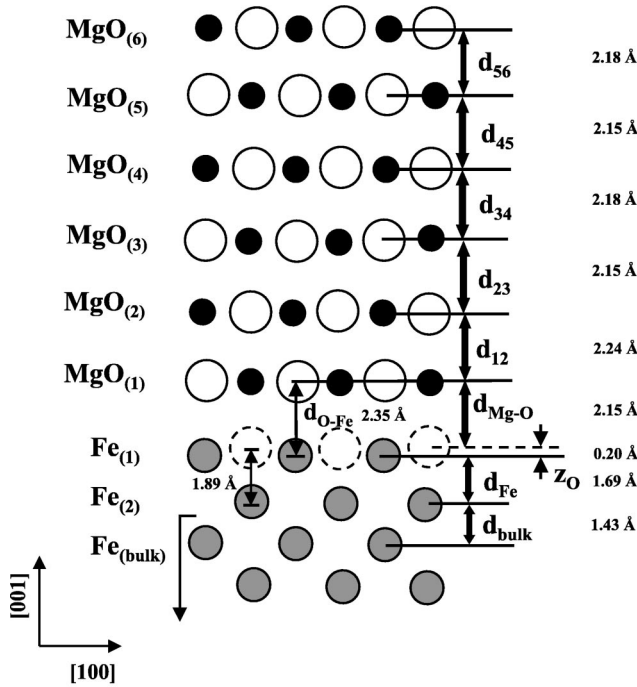 MgO(6)
d56
2.18 Å
MgO(5)
d45
2.15 Å
MgO(4)
d34
2.18 Å
MgO(3)
d23
2.15 Å
MgO(2)
d12
2.24 Å
MgO(1)
dO-Fe
2.35 Å
dMg-O
2.15 Å
Fe(1)
0.20 Å
zO
1.89 Å
dFe
1.69 Å
Fe(2)
dbulk
1.43 Å
Fe(bulk)
[001]
[100]